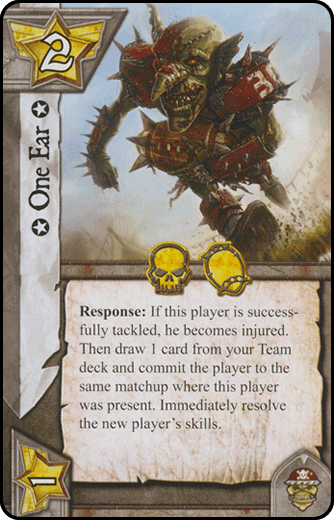 2
✪ One Ear ✪
Response: If this player is success-
fully tackled, he becomes injured.
Then draw 1 card from your Team
deck and commit the player to the
same matchup where this player
was present. Immediately resolve
the new player's skills.
1